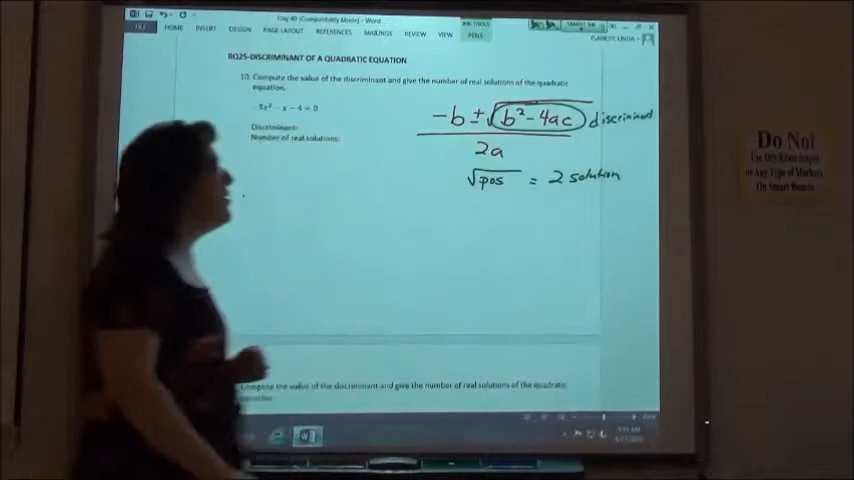 Day 40 [Compatibility Mode] - Word
INK TOOLS
FILE HOME INSERT DESIGN PAGE LAYOUT REFERENCES MAILINGS REVIEW VIEW PENS
RQ25-DISCRIMINANT OF A QUADRATIC EQUATION
10. Compute the value of the discriminant and give the number of real solutions of the quadratic
equation.
-5x² - x - 4 = 0
Discriminant:
Number of real solutions:
-b ± √b² - 4ac discriminant
2a
√pos = 2 solution
Compute the value of the discriminant and give the number of real solutions of the quadratic
equation.
Do Not
Use Dry/Erase
or Any Type of Markers
On Smart Boards